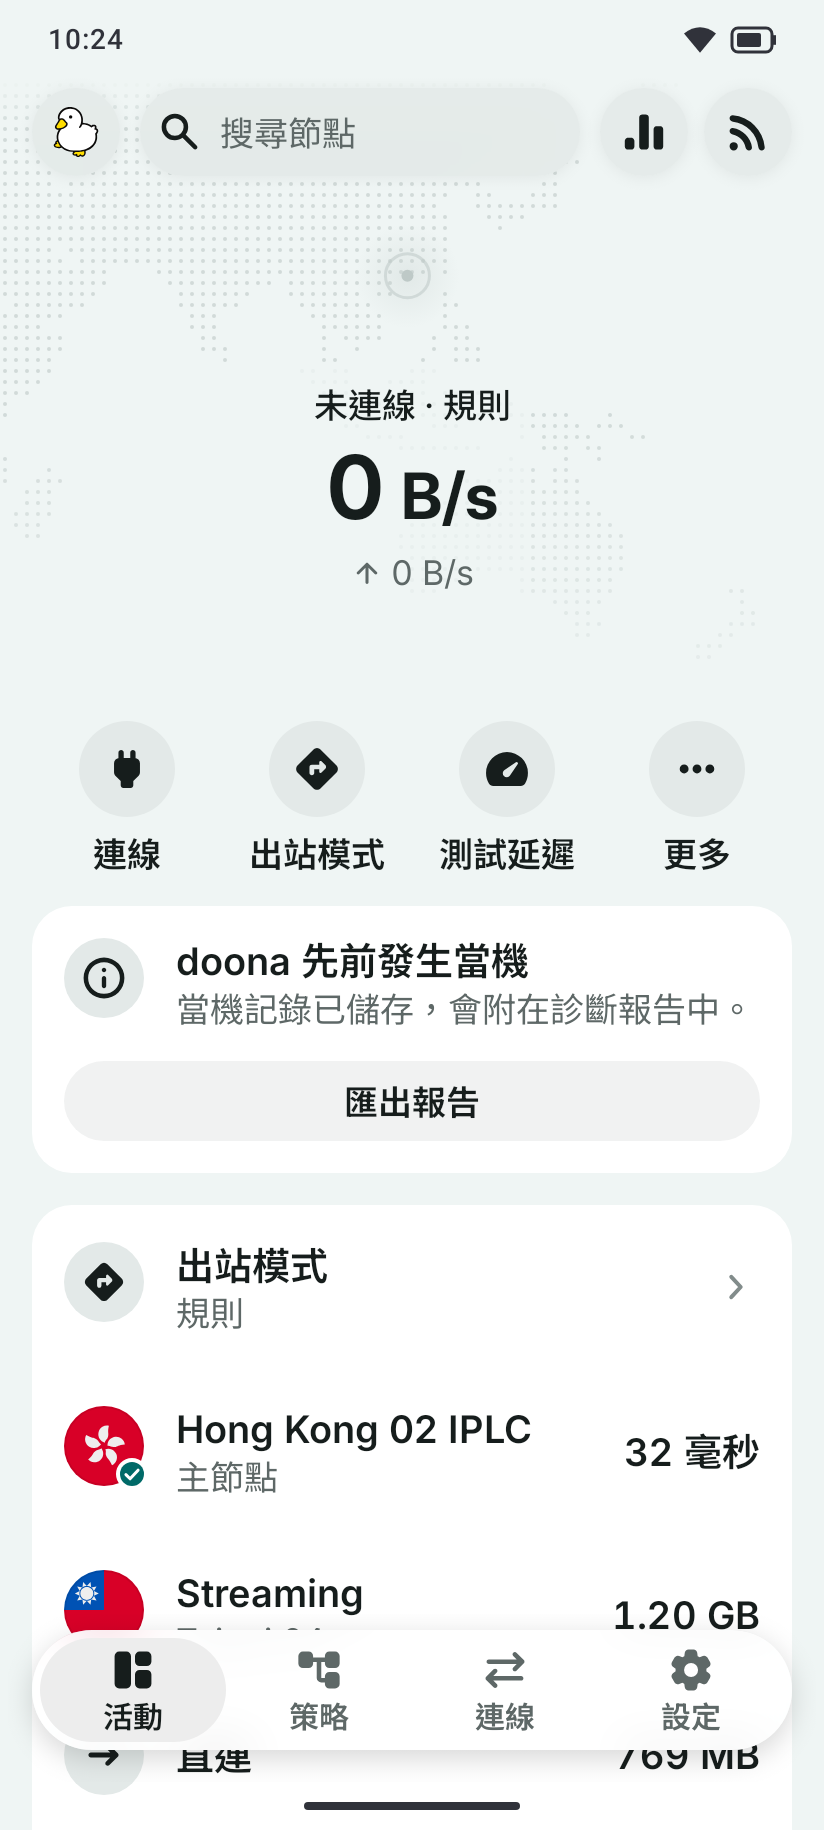 10:24
搜尋節點
未連線 · 規則
0 B/s
↑ 0 B/s
連線
出站模式
測試延遲
更多
doona 先前發生當機
當機記錄已儲存，會附在診斷報告中。
匯出報告
出站模式
規則
Hong Kong 02 IPLC
32 毫秒
主節點
Streaming
1.20 GB
活動
策略
連線
設定
直連
769 MB